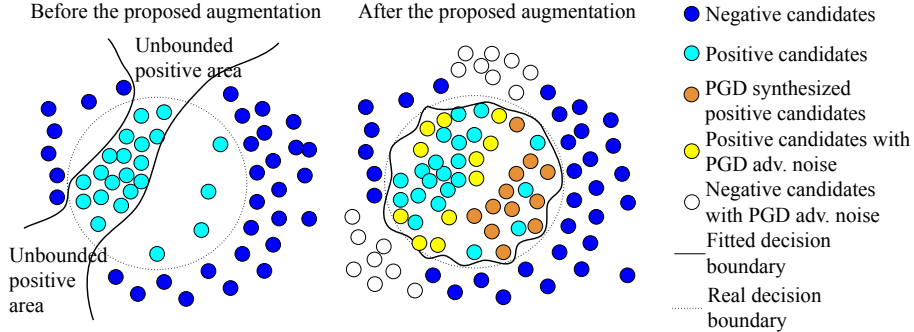 Before the proposed augmentation
After the proposed augmentation
Unbounded
positive area
Unbounded
positive
area
Negative candidates
Positive candidates
PGD synthesized
positive candidates
Positive candidates with
PGD adv. noise
Negative candidates
with PGD adv. noise
Fitted decision
boundary
Real decision
boundary